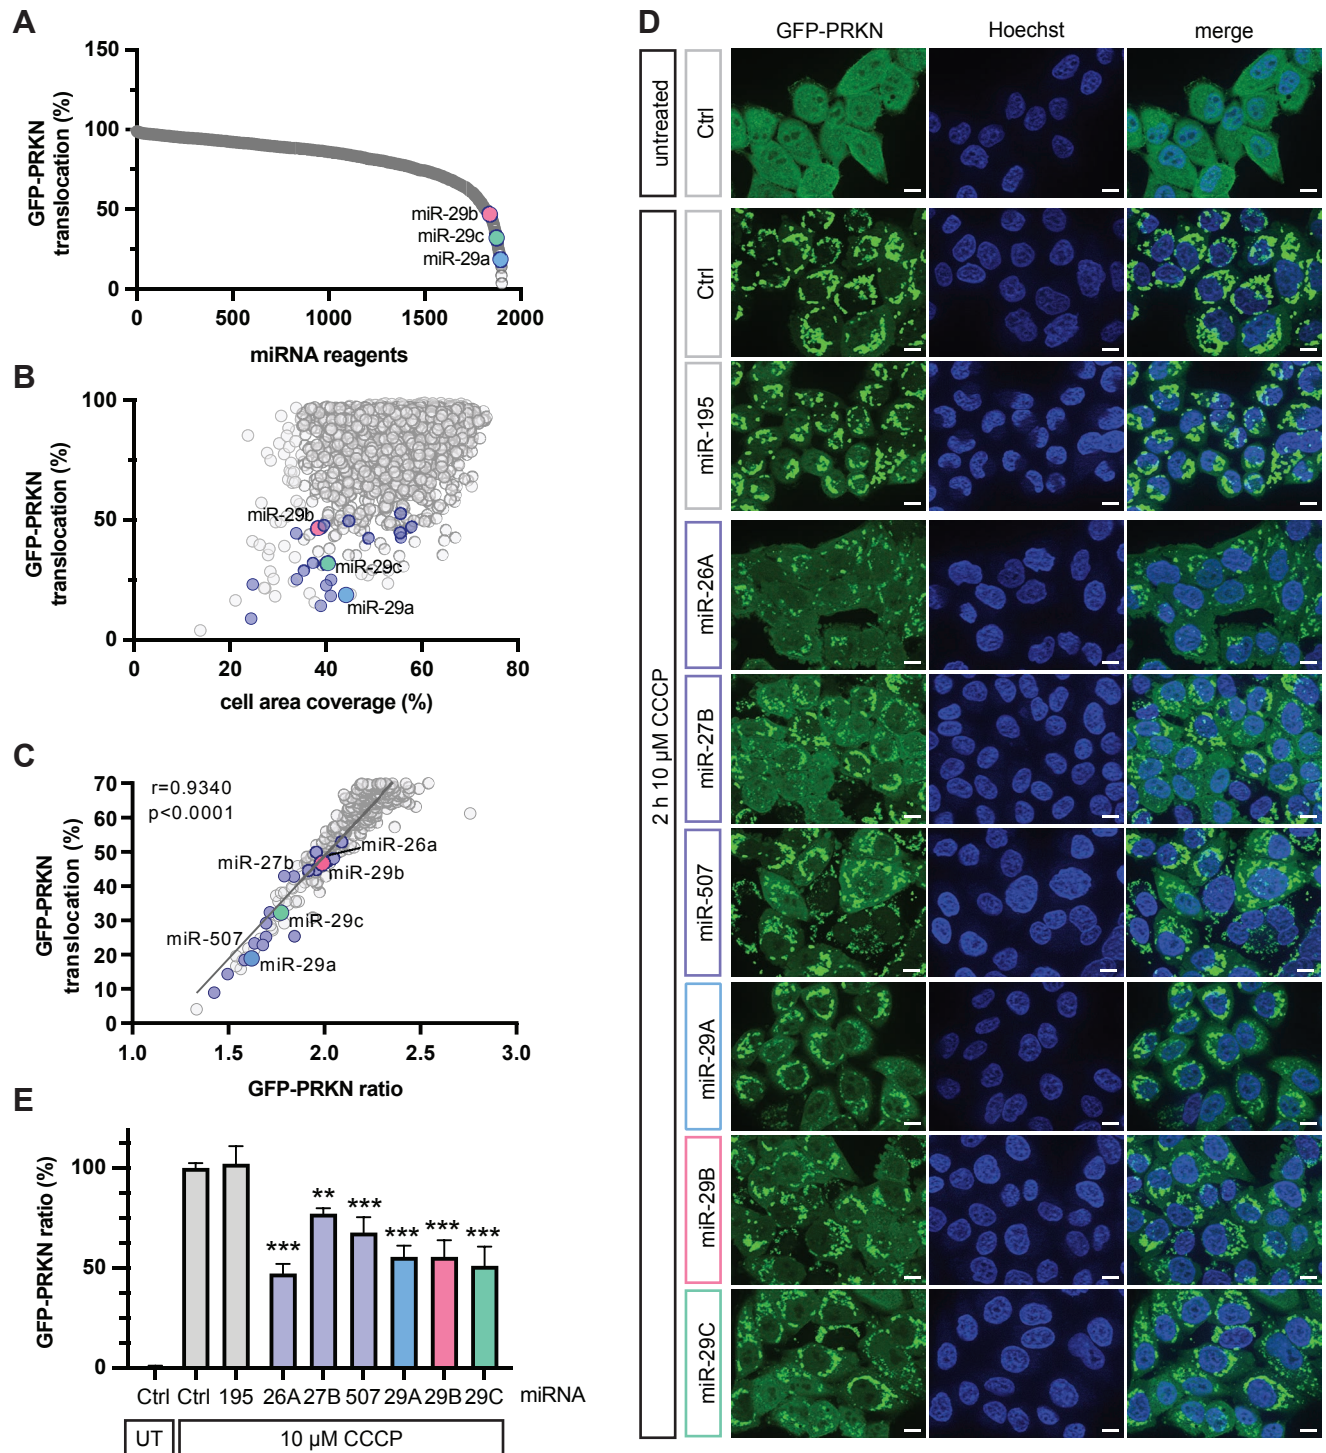 A
150
100
50
0
GFP-PRKN
translocation (%)
miR-29b
miR-29c
miR-29a
0 500 1000 1500 2000
miRNA reagents
B
100
50
0
GFP-PRKN
translocation (%)
miR-29b
miR-29c
miR-29a
0 20 40 60 80
cell area coverage (%)
C
70
60
50
40
30
20
10
0
GFP-PRKN
translocation (%)
r=0.9340
p<0.0001
miR-26a
miR-27b
miR-29b
miR-29c
miR-507
miR-29a
1.0 1.5 2.0 2.5 3.0
GFP-PRKN ratio
E
100
50
0
GFP-PRKN ratio (%)
*** ** *** *** *** ***
Ctrl Ctrl 195 26A 27B 507 29A 29B 29C miRNA
UT 10 µM CCCP
D
GFP-PRKN Hoechst merge
untreated
Ctrl
2 h 10 µM CCCP
Ctrl
miR-195
miR-26A
miR-27B
miR-507
miR-29A
miR-29B
miR-29C